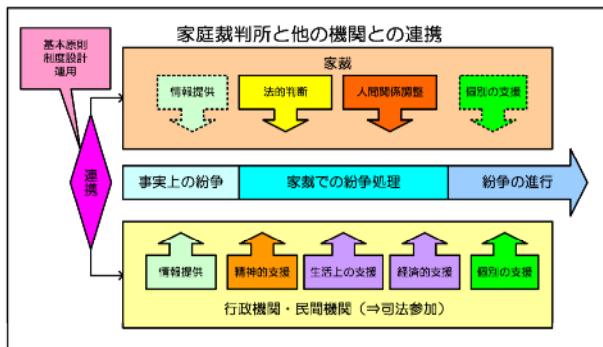 家庭裁判所と他の機関との連携
基本原則
制度設計
運用
家裁
情報提供
法的判断
人間関係調整
個別の支援
連携
事実上の紛争
家裁での紛争処理
紛争の進行
情報提供
精神的支援
生活上の支援
経済的支援
個別の支援
行政機関・民間機関(⇒司法参加)